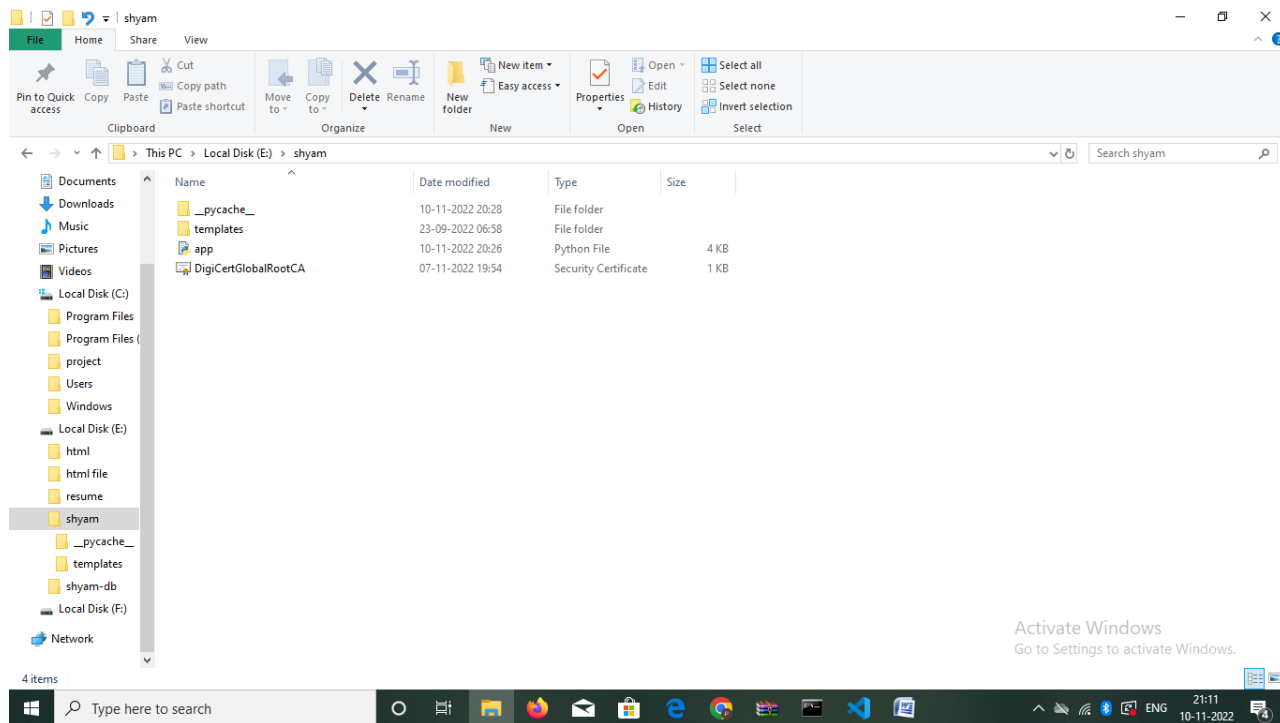 shyam
File Home Share View
Pin to Quick access
Copy
Paste
Cut
Copy path
Paste shortcut
Clipboard
Move to
Copy to
Delete
Rename
Organize
New folder
New item
Easy access
New
Properties
Open
Edit
History
Open
Select all
Select none
Invert selection
Select
This PC > Local Disk (E:) > shyam
Search shyam
Documents
Downloads
Music
Pictures
Videos
Local Disk (C:)
Program Files
Program Files (
project
Users
Windows
Local Disk (E:)
html
html file
resume
shyam
__pycache__
templates
shyam-db
Local Disk (F:)
Network
Name Date modified Type Size
__pycache__ 10-11-2022 20:28 File folder
templates 23-09-2022 06:58 File folder
app 10-11-2022 20:26 Python File 4 KB
DigiCertGlobalRootCA 07-11-2022 19:54 Security Certificate 1 KB
Activate Windows
Go to Settings to activate Windows.
4 items
Type here to search
ENG
21:11
10-11-2022
4